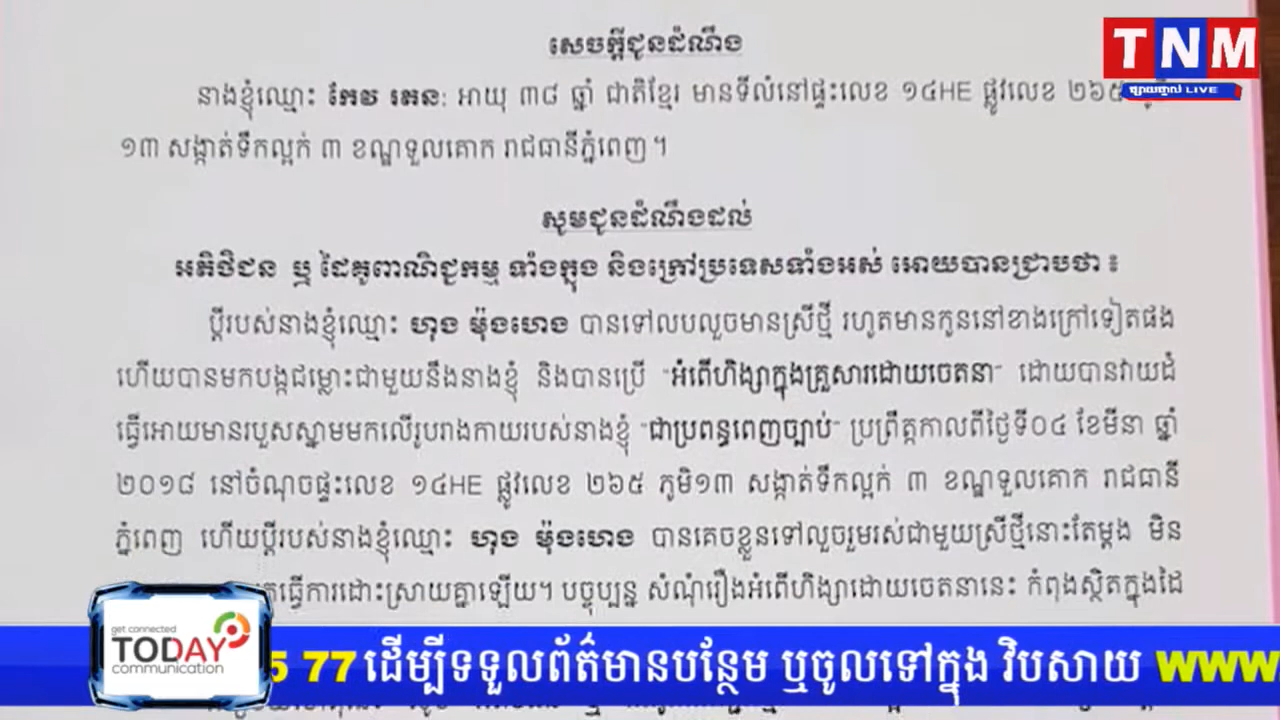 សេចក្តីជូនដំណឹង
TNM
ផ្សាយផ្ទាល់ LIVE
នាងខ្ញុំឈ្មោះ កែវ តេន: អាយុ ៣៨ ឆ្នាំ ជាតិខ្មែរ មានទីលំនៅផ្ទះលេខ ១៤HE ផ្លូវលេខ ២៦៥
១៣ សង្កាត់ទឹកល្អក់ ៣ ខណ្ឌទួលគោក រាជធានីភ្នំពេញ។
សូមជូនដំណឹងដល់
អតិថិជន ឬ ដៃគូពាណិជ្ជកម្ម ទាំងក្នុង និងក្រៅប្រទេសទាំងអស់ អោយបានជ្រាបថា ៖
ប្តីរបស់នាងខ្ញុំឈ្មោះ ហុង ម៉ុងហេង បានទៅលបលួចមានស្រីថ្មី រហូតមានកូននៅខាងក្រៅទៀតផង
ហើយបានមកបង្កជម្លោះជាមួយនឹងនាងខ្ញុំ និងបានប្រើ "អំពើហិង្សាក្នុងគ្រួសារដោយចេតនា" ដោយបានវាយដំ
ធ្វើអោយមានរបួសស្នាមមកលើរូបរាងកាយរបស់នាងខ្ញុំ "ជាប្រពន្ធពេញច្បាប់" ប្រព្រឹត្តកាលពីថ្ងៃទី០៤ ខែមីនា ឆ្នាំ
២០១៨ នៅចំណុចផ្ទះលេខ ១៤HE ផ្លូវលេខ ២៦៥ ភូមិ១៣ សង្កាត់ទឹកល្អក់ ៣ ខណ្ឌទួលគោក រាជធានី
ភ្នំពេញ ហើយប្តីរបស់នាងខ្ញុំឈ្មោះ ហុង ម៉ុងហេង បានគេចខ្លួនទៅលួចរួមរស់ជាមួយស្រីថ្មីនោះតែម្តង មិន
ធ្វើការដោះស្រាយគ្នាឡើយ។ បច្ចុប្បន្ន សំណុំរឿងអំពើហិង្សាដោយចេតនានេះ កំពុងស្ថិតក្នុងដៃ
get connected
TODAY
communication
5 77 ដើម្បីទទួលព័ត៌មានបន្ថែម ឬចូលទៅក្នុង វិបសាយ www.